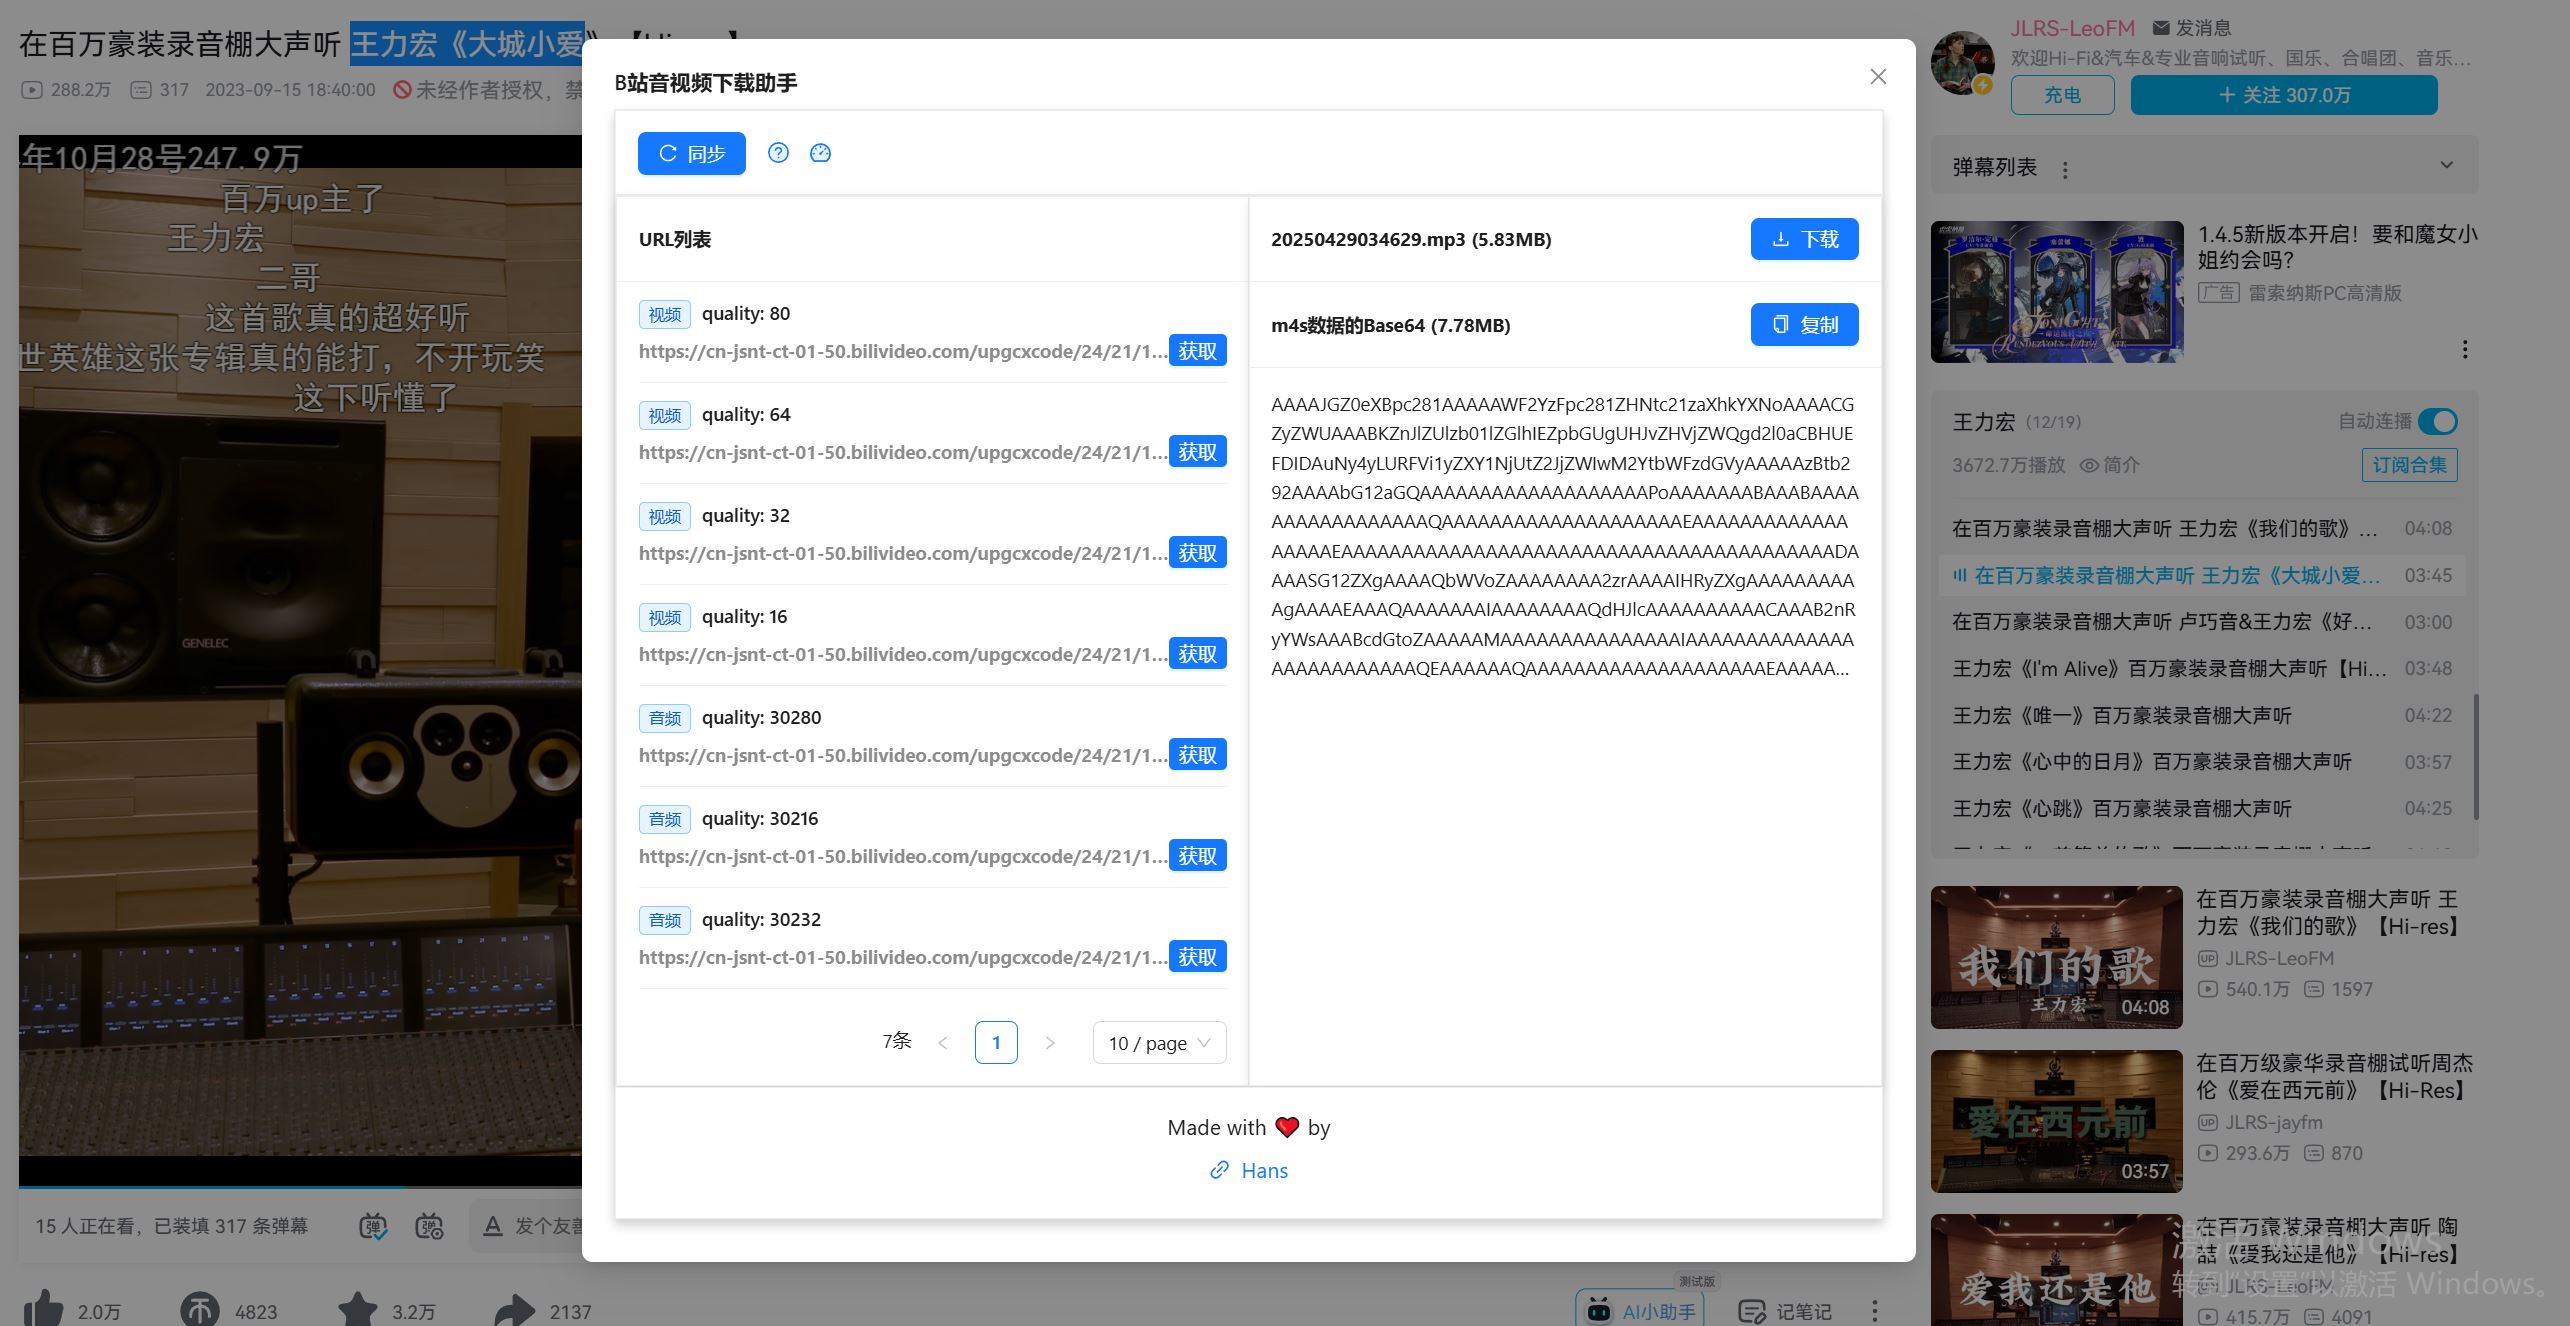 在百万豪装录音棚大声听 王力宏《大城小爱》
288.2万 317 2023-09-15 18:40:00 未经作者授权，禁
年10月28号247.9万
百万up主了
王力宏
二哥
这首歌真的超好听
世英雄这张专辑真的能打，不开玩笑
这下听懂了
GENELEC
15 人正在看，已装填 317 条弹幕
发个友善
2.0万 4823 3.2万 2137
B站音视频下载助手
同步
URL列表
视频 quality: 80
https://cn-jsnt-ct-01-50.bilivideo.com/upgcxcode/24/21/1... 获取
视频 quality: 64
https://cn-jsnt-ct-01-50.bilivideo.com/upgcxcode/24/21/1... 获取
视频 quality: 32
https://cn-jsnt-ct-01-50.bilivideo.com/upgcxcode/24/21/1... 获取
视频 quality: 16
https://cn-jsnt-ct-01-50.bilivideo.com/upgcxcode/24/21/1... 获取
音频 quality: 30280
https://cn-jsnt-ct-01-50.bilivideo.com/upgcxcode/24/21/1... 获取
音频 quality: 30216
https://cn-jsnt-ct-01-50.bilivideo.com/upgcxcode/24/21/1... 获取
音频 quality: 30232
https://cn-jsnt-ct-01-50.bilivideo.com/upgcxcode/24/21/1... 获取
7条 1 10 / page
20250429034629.mp3 (5.83MB) 下载
m4s数据的Base64 (7.78MB) 复制
AAAAJGZ0eXBpc281AAAAAWF2YzFpc281ZHNtc21zaXhkYXNoAAAACG
ZyZWUAAABKZnJlZUlzb01lZGlhIEZpbGUgUHJvZHVjZWQgd2l0aCBHUE
FDIDAuNy4yLURFVi1yZXY1NjUtZ2JjZWIwM2YtbWFzdGVyAAAAAzBtb2
92AAAAbG12aGQAAAAAAAAAAAAAAAAAAAPoAAAAAAABAAABAAAA
AAAAAAAAAAAAAQAAAAAAAAAAAAAAAAAAAAEAAAAAAAAAAAAA
AAAAAEAAAAAAAAAAAAAAAAAAAAAAAAAAAAAAAAAAAAAAAAADA
AAASG12ZXgAAAAQbWVoZAAAAAAAA2zrAAAAIHRyZXgAAAAAAAAA
AgAAAAEAAAQAAAAAAAIAAAAAAAAQdHJlcAAAAAAAAAACAAAB2nR
yYWsAAABcdGtoZAAAAAMAAAAAAAAAAAAAAAIAAAAAAAAAAAAAA
AAAAAAAAAAAAQEAAAAAAQAAAAAAAAAAAAAAAAAAAAEAAAAA...
Made with ❤ by
Hans
JLRS-LeoFM 发消息
欢迎Hi-Fi&汽车&专业音响试听、国乐、合唱团、音乐...
充电 + 关注 307.0万
弹幕列表
1.4.5新版本开启！要和魔女小
姐约会吗？
广告 雷索纳斯PC高清版
王力宏 (12/19) 自动连播
3672.7万播放 简介 订阅合集
在百万豪装录音棚大声听 王力宏《我们的歌》... 04:08
在百万豪装录音棚大声听 王力宏《大城小爱... 03:45
在百万豪装录音棚大声听 卢巧音&王力宏《好... 03:00
王力宏《I'm Alive》百万豪装录音棚大声听【Hi... 03:48
王力宏《唯一》百万豪装录音棚大声听 04:22
王力宏《心中的日月》百万豪装录音棚大声听 03:57
王力宏《心跳》百万豪装录音棚大声听 04:25
我们的歌
王力宏
04:08
在百万豪装录音棚大声听 王
力宏《我们的歌》【Hi-res】
JLRS-LeoFM
540.1万 1597
愛在西元前
03:57
在百万级豪华录音棚试听周杰
伦《爱在西元前》【Hi-Res】
JLRS-jayfm
293.6万 870
爱我还是他
在百万豪装录音棚大声听 陶
喆《爱我还是他》【Hi-res】
JLRS-LeoFM
415.7万 4091
激活 Windows
转到"设置"以激活 Windows。
测试版
AI小助手 记笔记